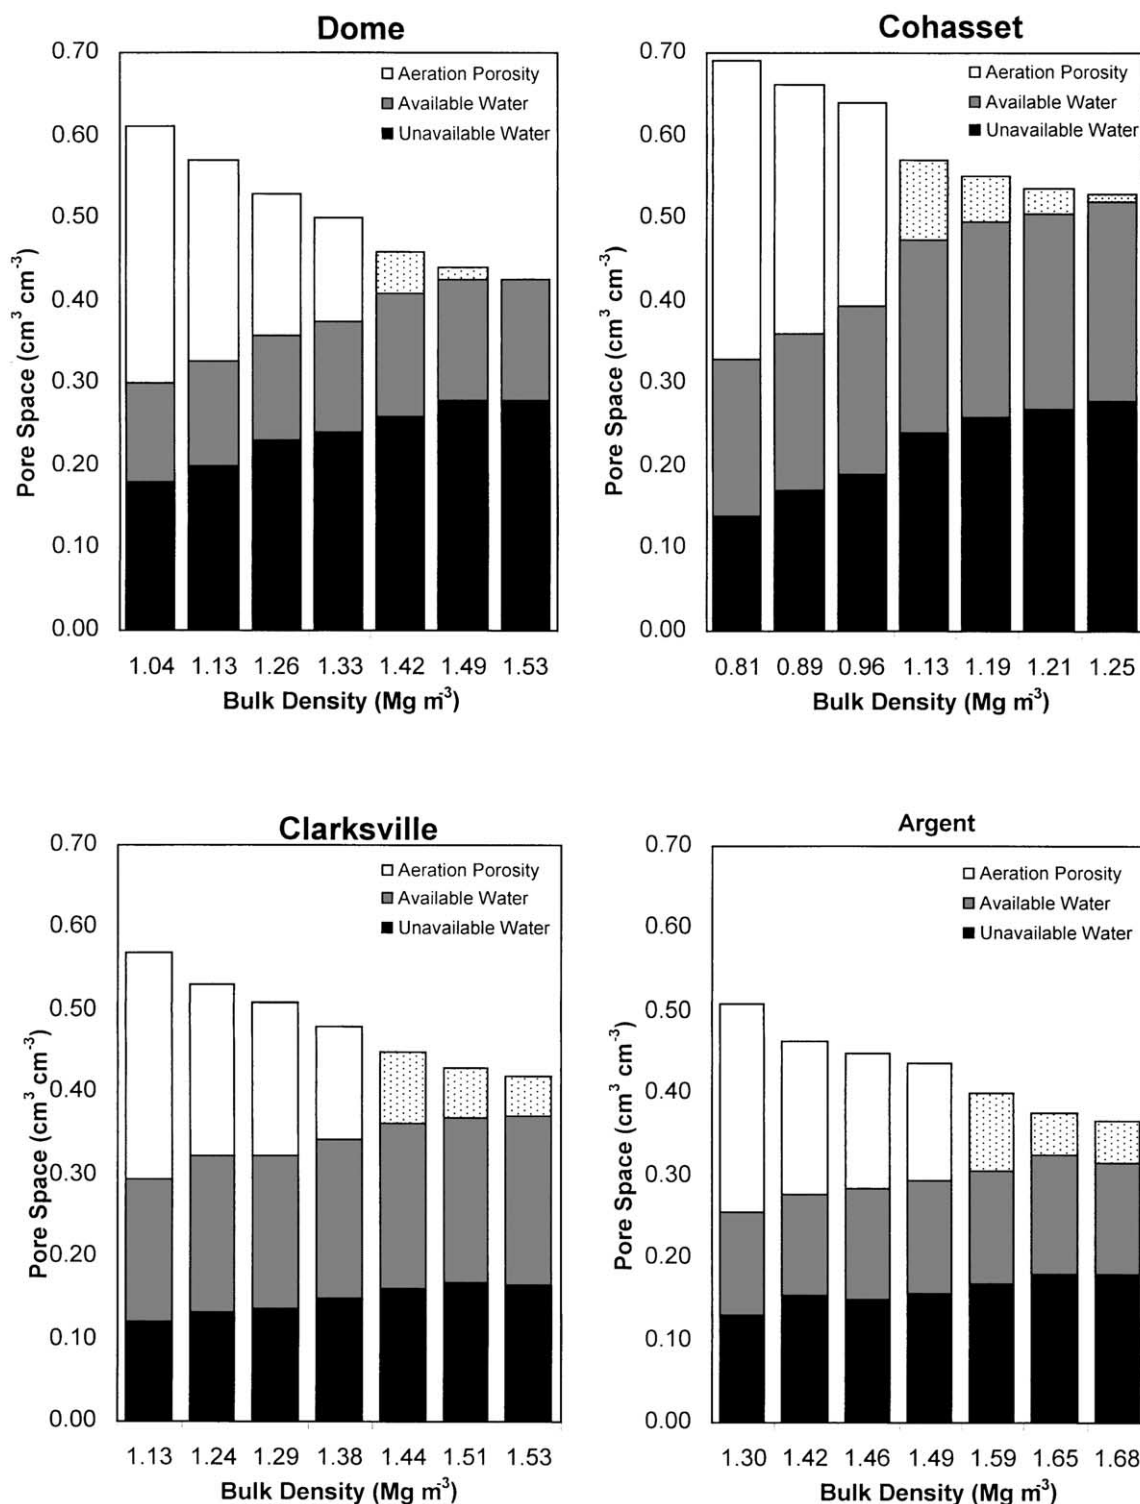 Dome
0.70
0.60
0.50
0.40
0.30
0.20
0.10
0.00
Pore Space (cm³ cm⁻³)
Aeration Porosity
Available Water
Unavailable Water
1.04 1.13 1.26 1.33 1.42 1.49 1.53
Bulk Density (Mg m⁻³)
Cohasset
0.70
0.60
0.50
0.40
0.30
0.20
0.10
0.00
Pore Space (cm³ cm⁻³)
Aeration Porosity
Available Water
Unavailable Water
0.81 0.89 0.96 1.13 1.19 1.21 1.25
Bulk Density (Mg m⁻³)
Clarksville
0.70
0.60
0.50
0.40
0.30
0.20
0.10
0.00
Pore Space (cm³ cm⁻³)
Aeration Porosity
Available Water
Unavailable Water
1.13 1.24 1.29 1.38 1.44 1.51 1.53
Bulk Density (Mg m⁻³)
Argent
0.70
0.60
0.50
0.40
0.30
0.20
0.10
0.00
Pore Space (cm³ cm⁻³)
Aeration Porosity
Available Water
Unavailable Water
1.30 1.42 1.46 1.49 1.59 1.65 1.68
Bulk Density (Mg m⁻³)